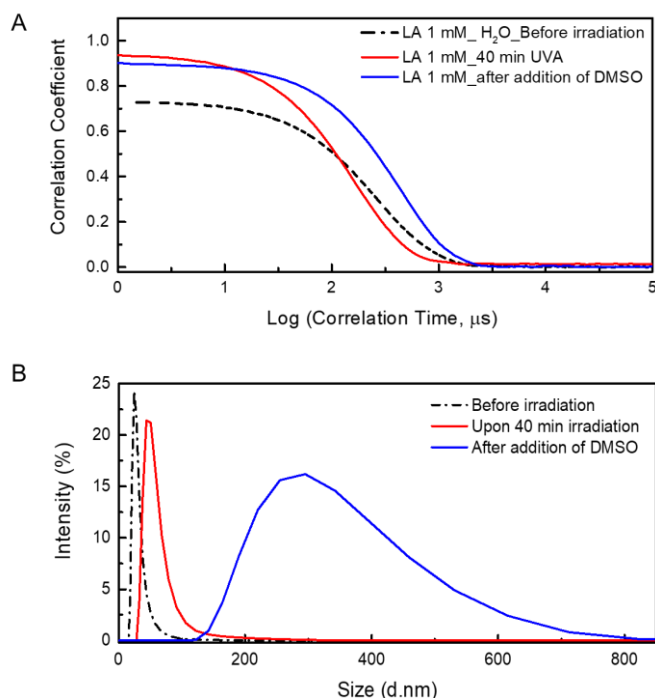 A
LA 1 mM_ H₂O_Before irradiation
LA 1 mM_40 min UVA
LA 1 mM_after addition of DMSO
Correlation Coefficient
1.0
0.8
0.6
0.4
0.2
0.0
0 1 2 3 4 5
Log (Correlation Time, μs)
B
Before irradiation
Upon 40 min irradiation
After addition of DMSO
Intensity (%)
25
20
15
10
5
0
0 200 400 600 800
Size (d.nm)